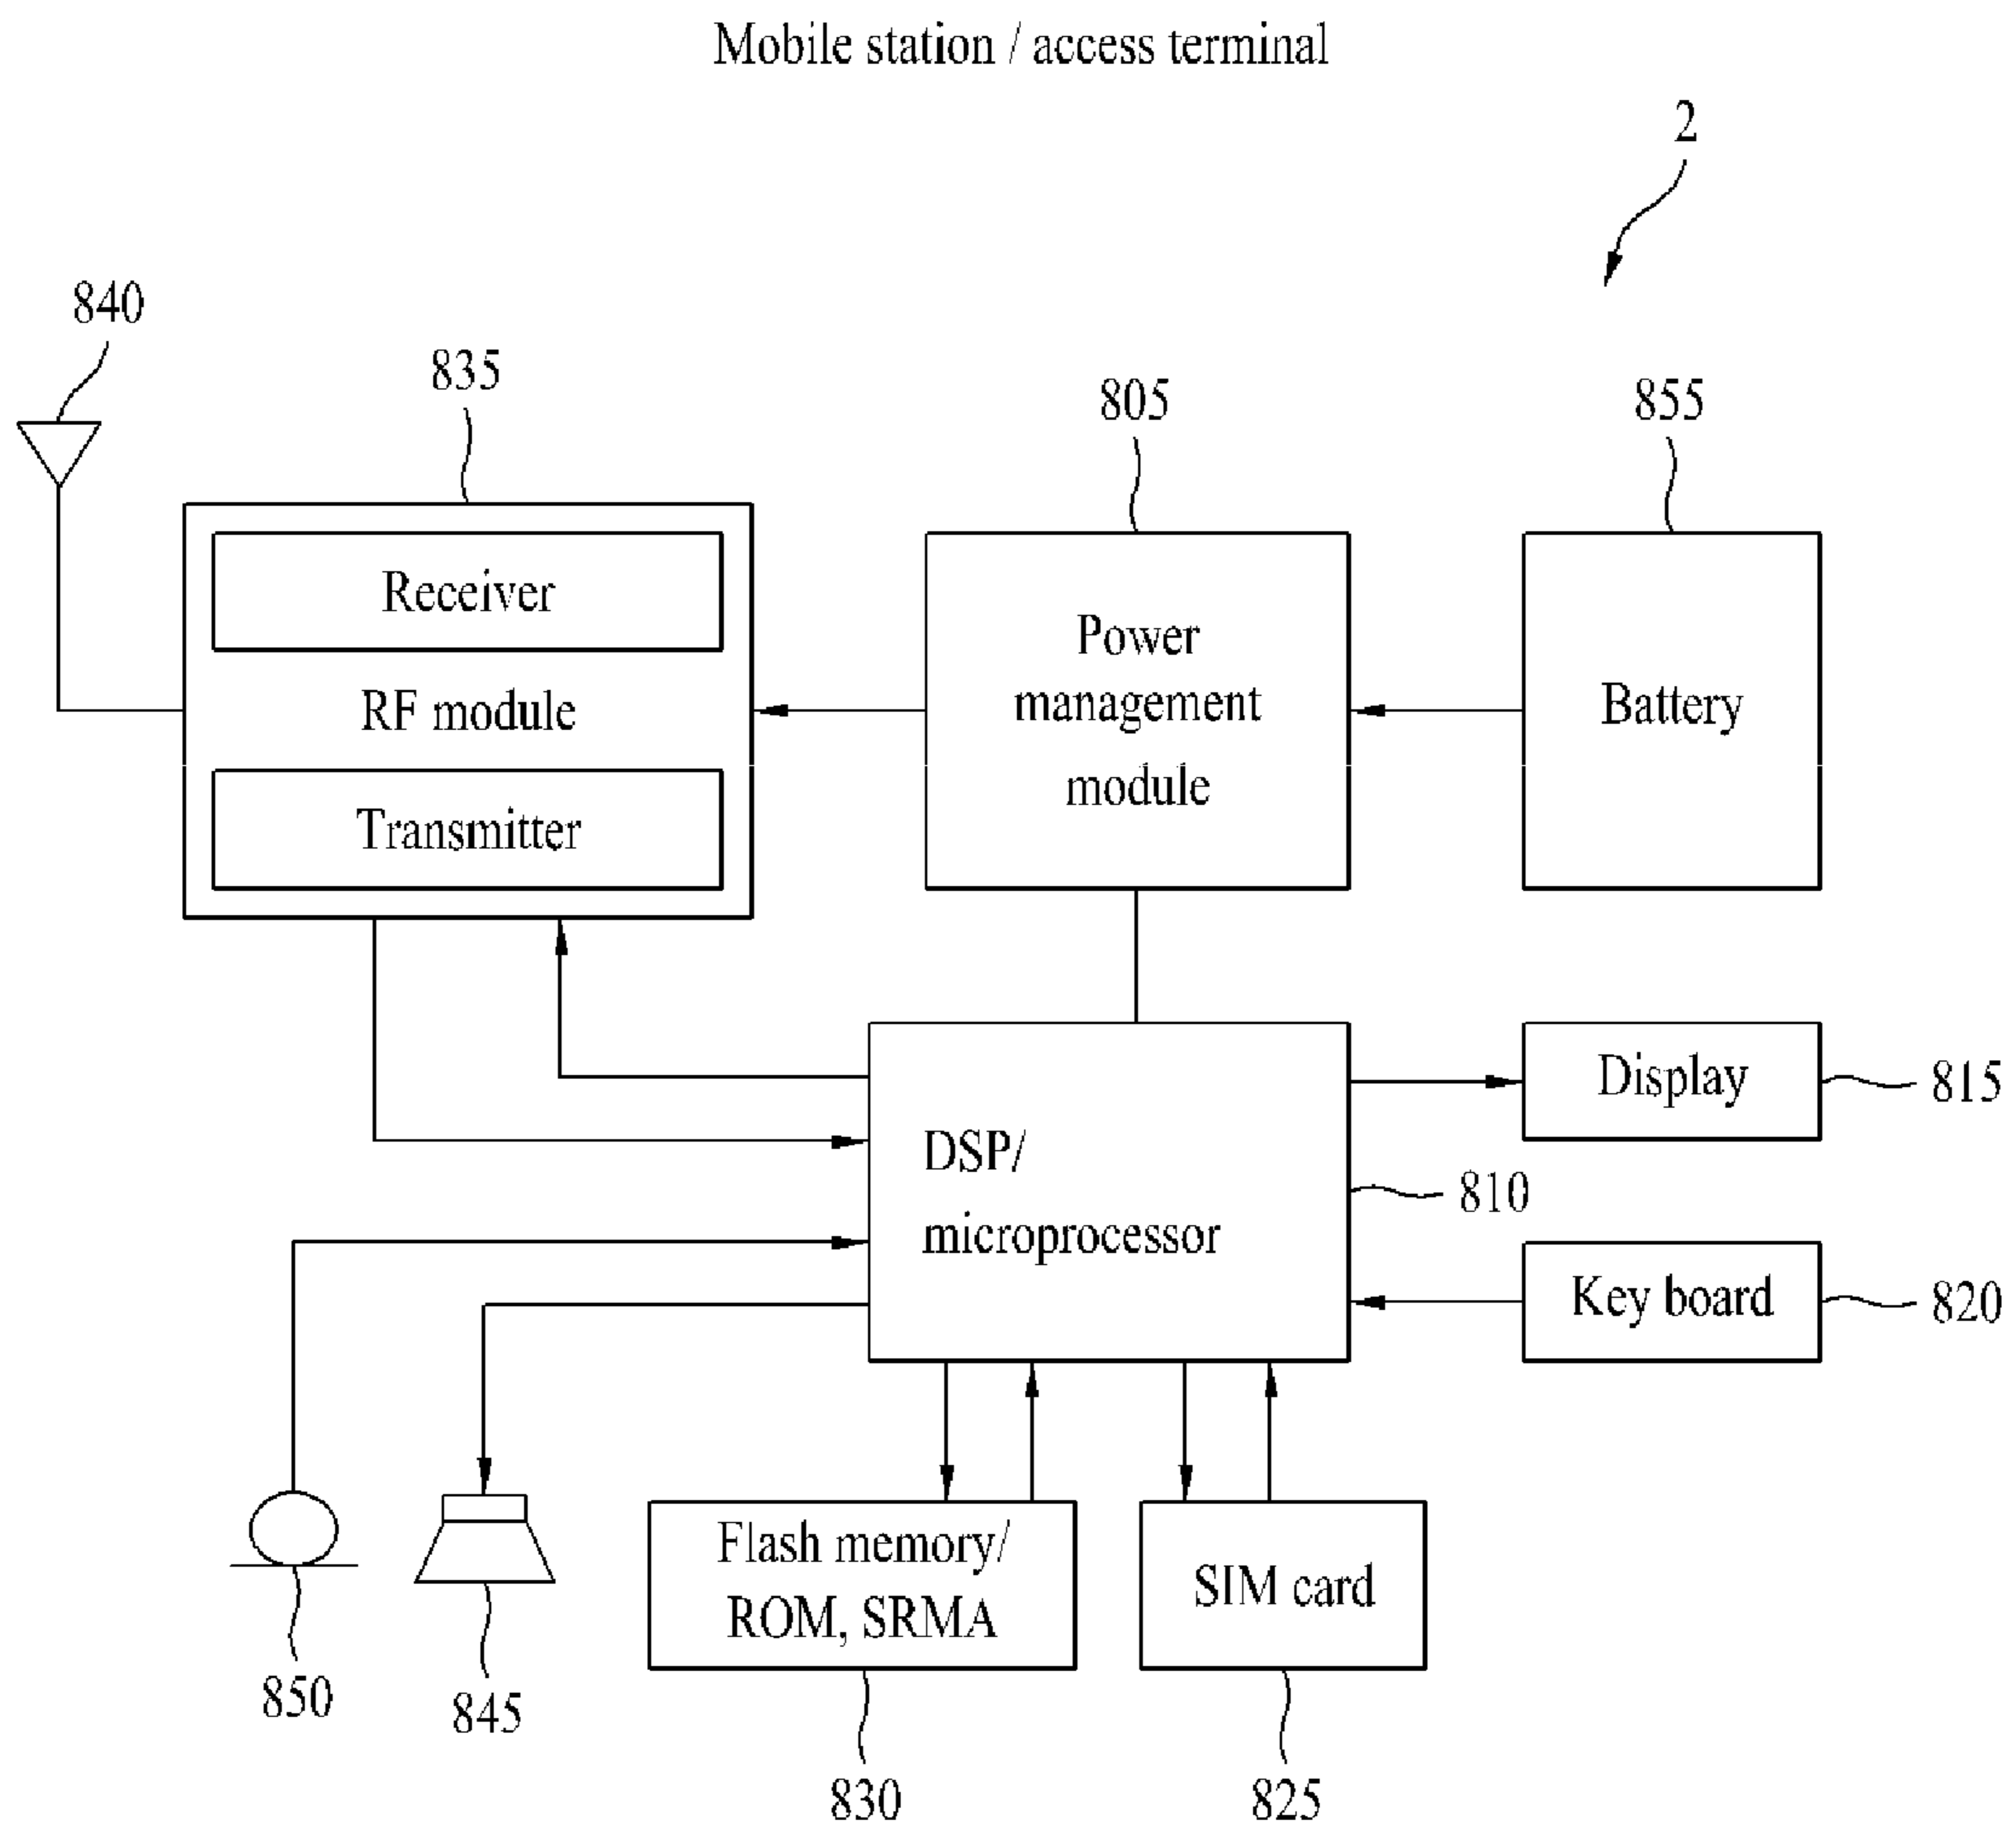 Mobile station / access terminal
2
840
835
805
855
Receiver
RF module
Transmitter
Power
management
module
Battery
Display
815
DSP/
microprocessor
810
Key board
820
Flash memory/
ROM, SRMA
SIM card
850
845
830
825